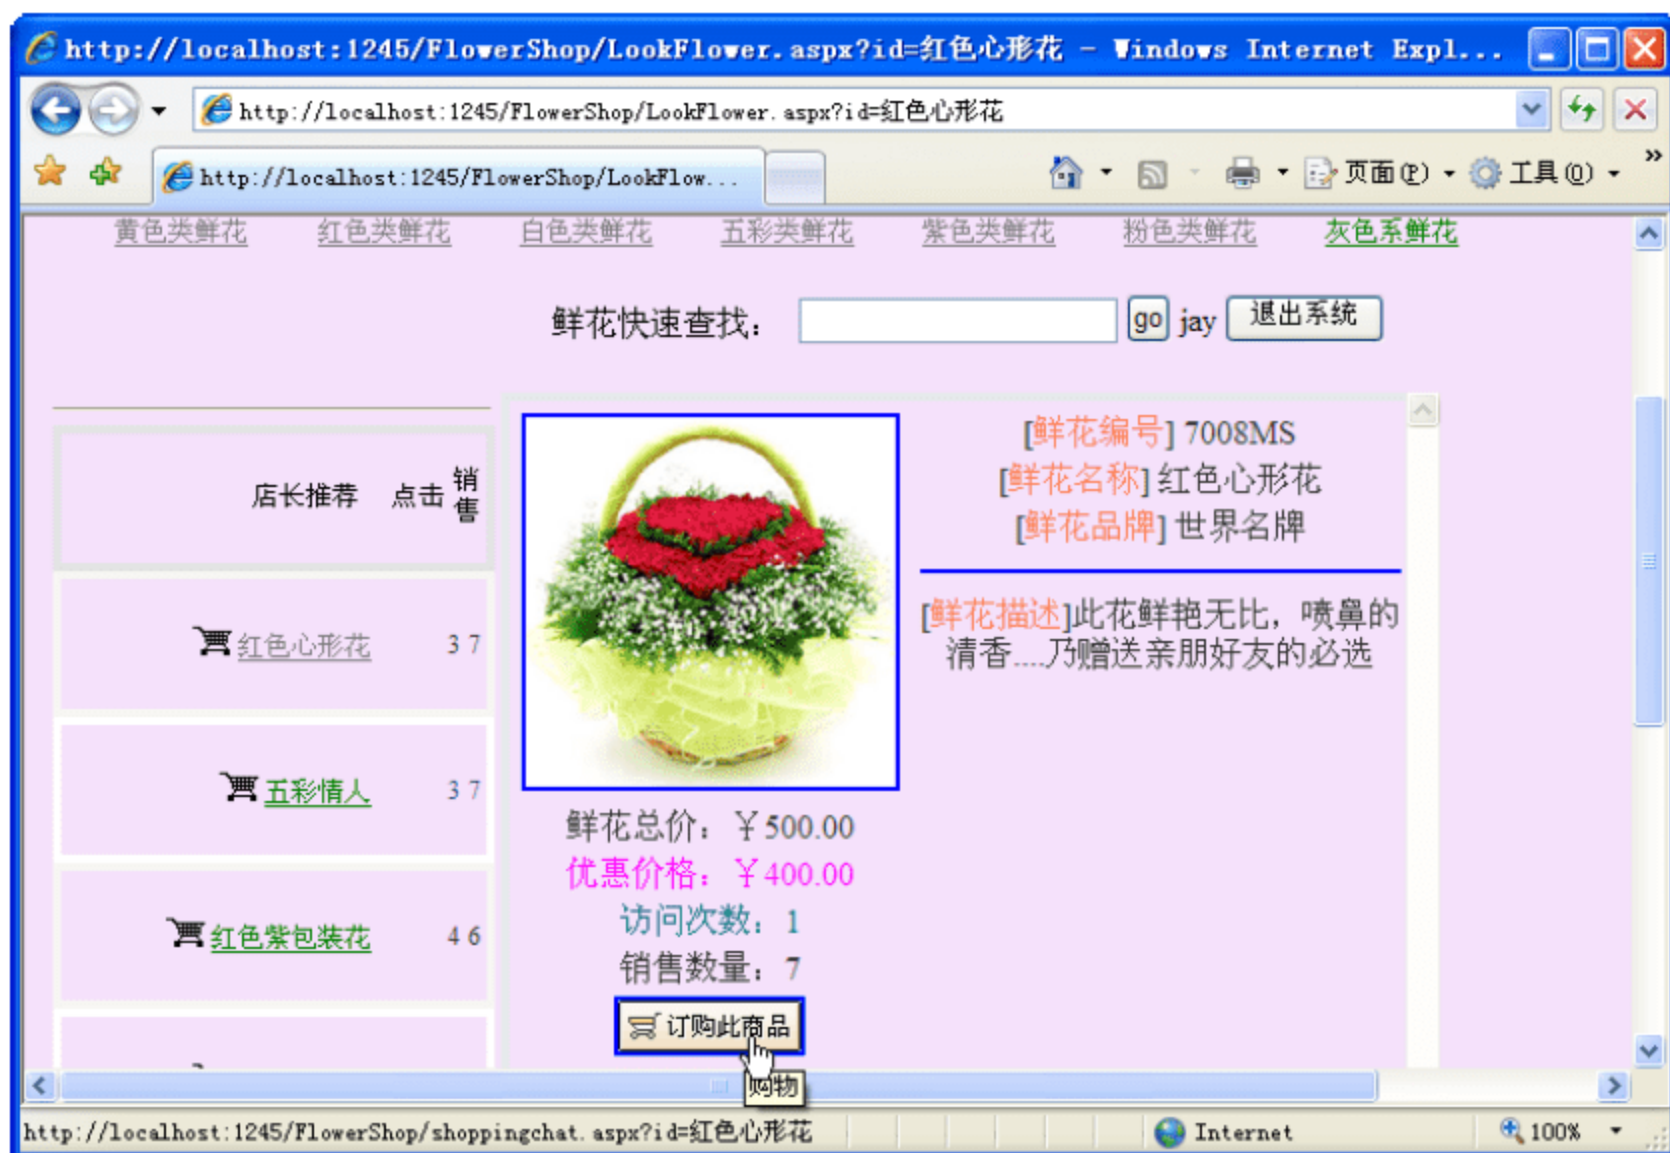 http://localhost:1245/FlowerShop/LookFlower.aspx?id=红色心形花 - Windows Internet Expl...
http://localhost:1245/FlowerShop/LookFlower.aspx?id=红色心形花
http://localhost:1245/FlowerShop/LookFlow...
页面(P)
工具(O)
»
黄色类鲜花 红色类鲜花 白色类鲜花 五彩类鲜花 紫色类鲜花 粉色类鲜花 灰色系鲜花
鲜花快速查找： go jay 退出系统
店长推荐 点击 销售
红色心形花 3 7
五彩情人 3 7
红色紫包装花 4 6
鲜花总价：￥500.00
优惠价格：￥400.00
访问次数：1
销售数量：7
订购此商品
购物
[鲜花编号] 7008MS
[鲜花名称] 红色心形花
[鲜花品牌] 世界名牌
[鲜花描述]此花鲜艳无比，喷鼻的
清香....乃赠送亲朋好友的必选
http://localhost:1245/FlowerShop/shoppingchat.aspx?id=红色心形花
Internet
100%